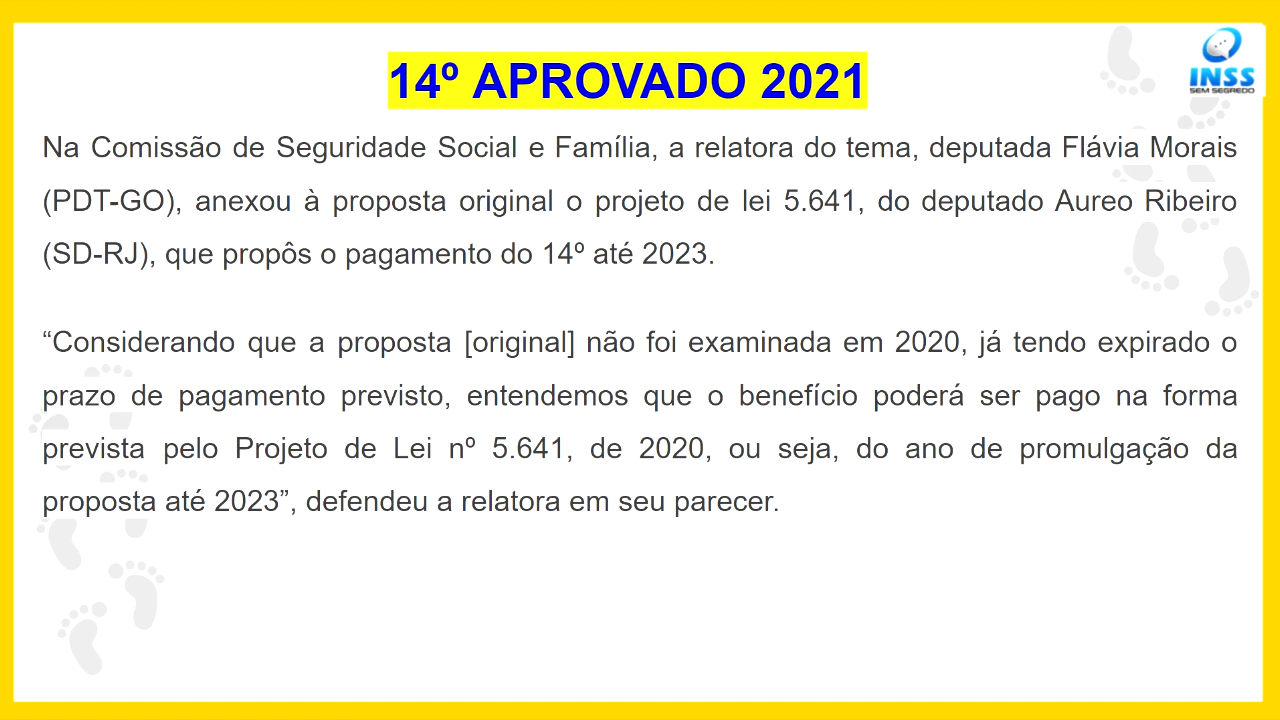 INSS
SEM SEGREDO
14º APROVADO 2021
Na Comissão de Seguridade Social e Família, a relatora do tema, deputada Flávia Morais
(PDT-GO), anexou à proposta original o projeto de lei 5.641, do deputado Aureo Ribeiro
(SD-RJ), que propôs o pagamento do 14º até 2023.
“Considerando que a proposta [original] não foi examinada em 2020, já tendo expirado o
prazo de pagamento previsto, entendemos que o benefício poderá ser pago na forma
prevista pelo Projeto de Lei nº 5.641, de 2020, ou seja, do ano de promulgação da
proposta até 2023”, defendeu a relatora em seu parecer.